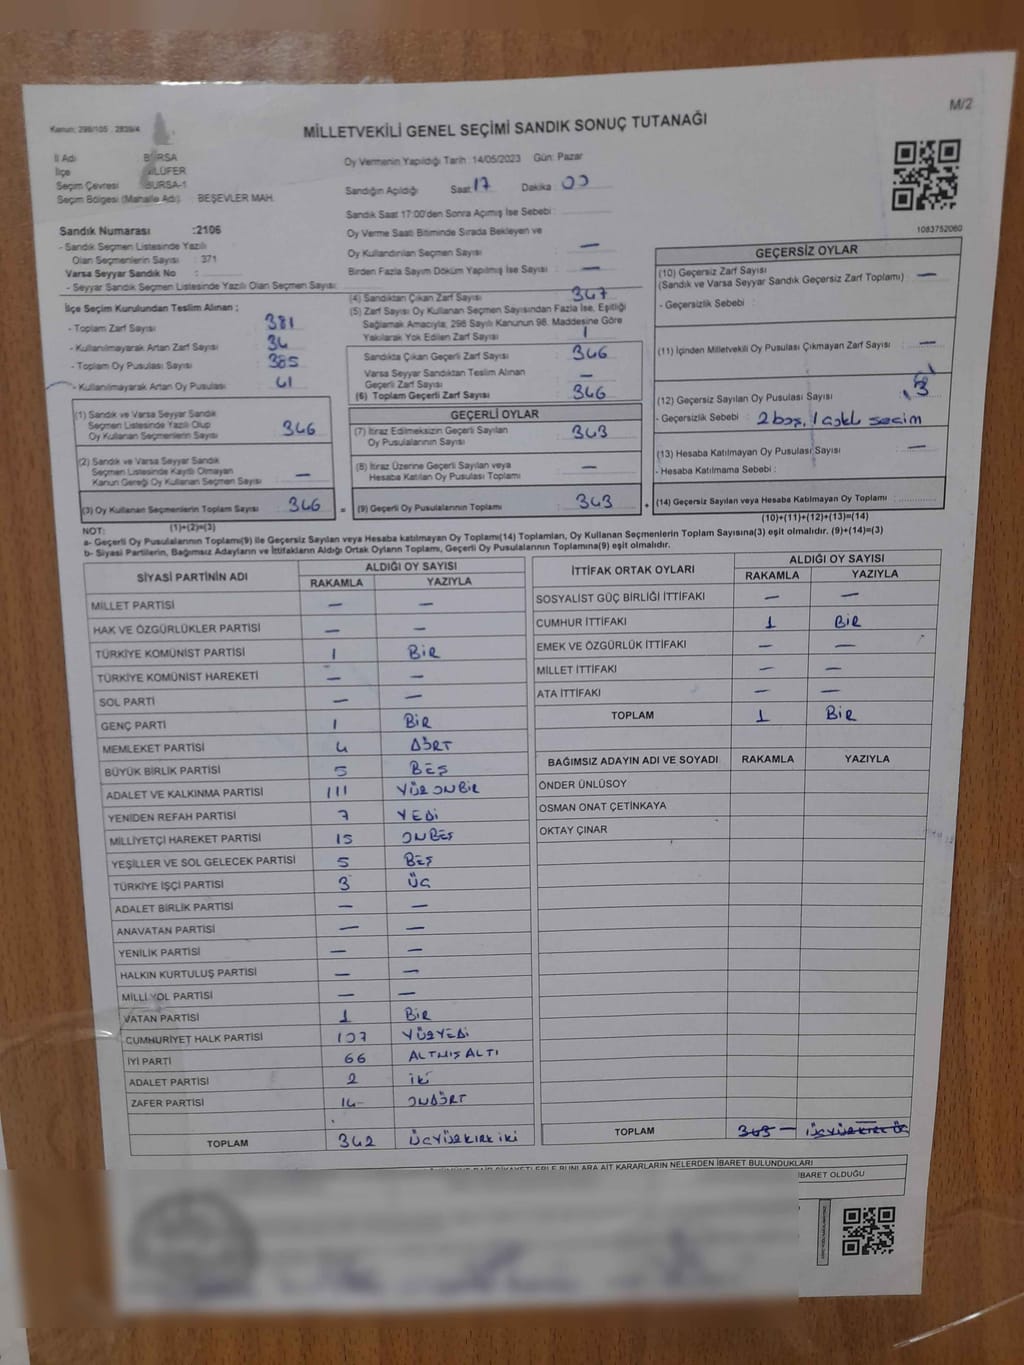 M/2
Kanun: 298/105 . 2839/4
MİLLETVEKİLİ GENEL SEÇİMİ SANDIK SONUÇ TUTANAĞI
İl Adı BURSA
İlçe NİLÜFER
Seçim Çevresi BURSA-1
Seçim Bölgesi (Mahalle Adı) : BEŞEVLER MAH.
Oy Vermenin Yapıldığı Tarih : 14/05/2023 Gün: Pazar
Sandığın Açıldığı Saat 17 Dakika : 00
Sandık Saat 17:00'den Sonra Açılmış İse Sebebi :
Oy Verme Saati Bitiminde Sırada Bekleyen ve
Oy Kullandırılan Seçmen Sayısı —
Birden Fazla Sayım Döküm Yapılmış İse Sayısı —
1083752060
Sandık Numarası :2106
- Sandık Seçmen Listesinde Yazılı
Olan Seçmenlerin Sayısı : 371
Varsa Seyyar Sandık No :
- Seyyar Sandık Seçmen Listesinde Yazılı Olan Seçmen Sayısı:
İlçe Seçim Kurulundan Teslim Alınan ;
- Toplam Zarf Sayısı 381
- Kullanılmayarak Artan Zarf Sayısı 34
- Toplam Oy Pusulası Sayısı 385
- Kullanılmayarak Artan Oy Pusulası 41
(1) Sandık ve Varsa Seyyar Sandık
Seçmen Listesinde Yazılı Olup
Oy Kullanan Seçmenlerin Sayısı 346
(2) Sandık ve Varsa Seyyar Sandık
Seçmen Listesinde Kayıtlı Olmayan
Kanun Gereği Oy Kullanan Seçmen Sayısı —
(3) Oy Kullanan Seçmenlerin Toplam Sayısı 346 =
(1)+(2)=(3)
(4) Sandıktan Çıkan Zarf Sayısı 347
(5) Zarf Sayısı Oy Kullanan Seçmen Sayısından Fazla İse, Eşitliği
Sağlamak Amacıyla, 298 Sayılı Kanunun 98. Maddesine Göre
Yakılarak Yok Edilen Zarf Sayısı 1
Sandıkta Çıkan Geçerli Zarf Sayısı 346
Varsa Seyyar Sandıktan Teslim Alınan
Geçerli Zarf Sayısı —
(6) Toplam Geçerli Zarf Sayısı 346
GEÇERLİ OYLAR
(7) İtiraz Edilmeksizin Geçerli Sayılan
Oy Pusulalarının Sayısı 343
(8) İtiraz Üzerine Geçerli Sayılan veya
Hesaba Katılan Oy Pusulası Toplamı —
(9) Geçerli Oy Pusulalarının Toplamı 343 +
GEÇERSİZ OYLAR
(10) Geçersiz Zarf Sayısı —
(Sandık ve Varsa Seyyar Sandık Geçersiz Zarf Toplamı)
- Geçersizlik Sebebi :
(11) İçinden Milletvekili Oy Pusulası Çıkmayan Zarf Sayısı —
(12) Geçersiz Sayılan Oy Pusulası Sayısı 3
- Geçersizlik Sebebi : 2 boş,
(13) Hesaba Katılmayan Oy Pusulası Sayısı —
- Hesaba Katılmama Sebebi :
(14) Geçersiz Sayılan veya Hesaba Katılmayan Oy Toplamı
(10)+(11)+(12)+(13)=(14)
NOT:
a- Geçerli Oy Pusulalarının Toplamı(9) ile Geçersiz Sayılan veya Hesaba katılmayan Oy Toplamı(14) Toplamları, Oy Kullanan Seçmenlerin Toplam Sayısına(3) eşit olmalıdır. (9)+(14)=(3)
b- Siyasi Partilerin, Bağımsız Adayların ve İttifakların Aldığı Ortak Oyların Toplamı, Geçerli Oy Pusulalarının Toplamına(9) eşit olmalıdır.
SİYASİ PARTİNİN ADI ALDIĞI OY SAYISI
RAKAMLA YAZIYLA
MİLLET PARTİSİ — —
HAK VE ÖZGÜRLÜKLER PARTİSİ — —
TÜRKİYE KOMÜNİST PARTİSİ 1 BİR
TÜRKİYE KOMÜNİST HAREKETİ — —
SOL PARTİ — —
GENÇ PARTİ 1 BİR
MEMLEKET PARTİSİ 4 DÖRT
BÜYÜK BİRLİK PARTİSİ 5 BEŞ
ADALET VE KALKINMA PARTİSİ 111 YÜZ ONBİR
YENİDEN REFAH PARTİSİ 7 YEDİ
MİLLİYETÇİ HAREKET PARTİSİ 15 ONBEŞ
YEŞİLLER VE SOL GELECEK PARTİSİ 5 BEŞ
TÜRKİYE İŞÇİ PARTİSİ 3 ÜÇ
ADALET BİRLİK PARTİSİ — —
ANAVATAN PARTİSİ — —
YENİLİK PARTİSİ — —
HALKIN KURTULUŞ PARTİSİ — —
MİLLİ YOL PARTİSİ — —
VATAN PARTİSİ 1 BİR
CUMHURİYET HALK PARTİSİ 107 YÜZYEDİ
İYİ PARTİ 66 ALTMIŞ ALTI
ADALET PARTİSİ 2 İKİ
ZAFER PARTİSİ 14 ONDÖRT
TOPLAM 342 ÜÇYÜZKIRK İKİ
İTTİFAK ORTAK OYLARI ALDIĞI OY SAYISI
RAKAMLA YAZIYLA
SOSYALİST GÜÇ BİRLİĞİ İTTİFAKI — —
CUMHUR İTTİFAKI 1 BİR
EMEK VE ÖZGÜRLÜK İTTİFAKI — —
MİLLET İTTİFAKI — —
ATA İTTİFAKI — —
TOPLAM 1 BİR
BAĞIMSIZ ADAYIN ADI VE SOYADI RAKAMLA YAZIYLA
ÖNDER ÜNLÜSOY
OSMAN ONAT ÇETİNKAYA
OKTAY ÇINAR
TOPLAM 343 — ÜÇYÜZKIRK ÜÇ
KARARLARIN NELERDEN İBARET BULUNDUKLARI
İBARET OLDUĞU